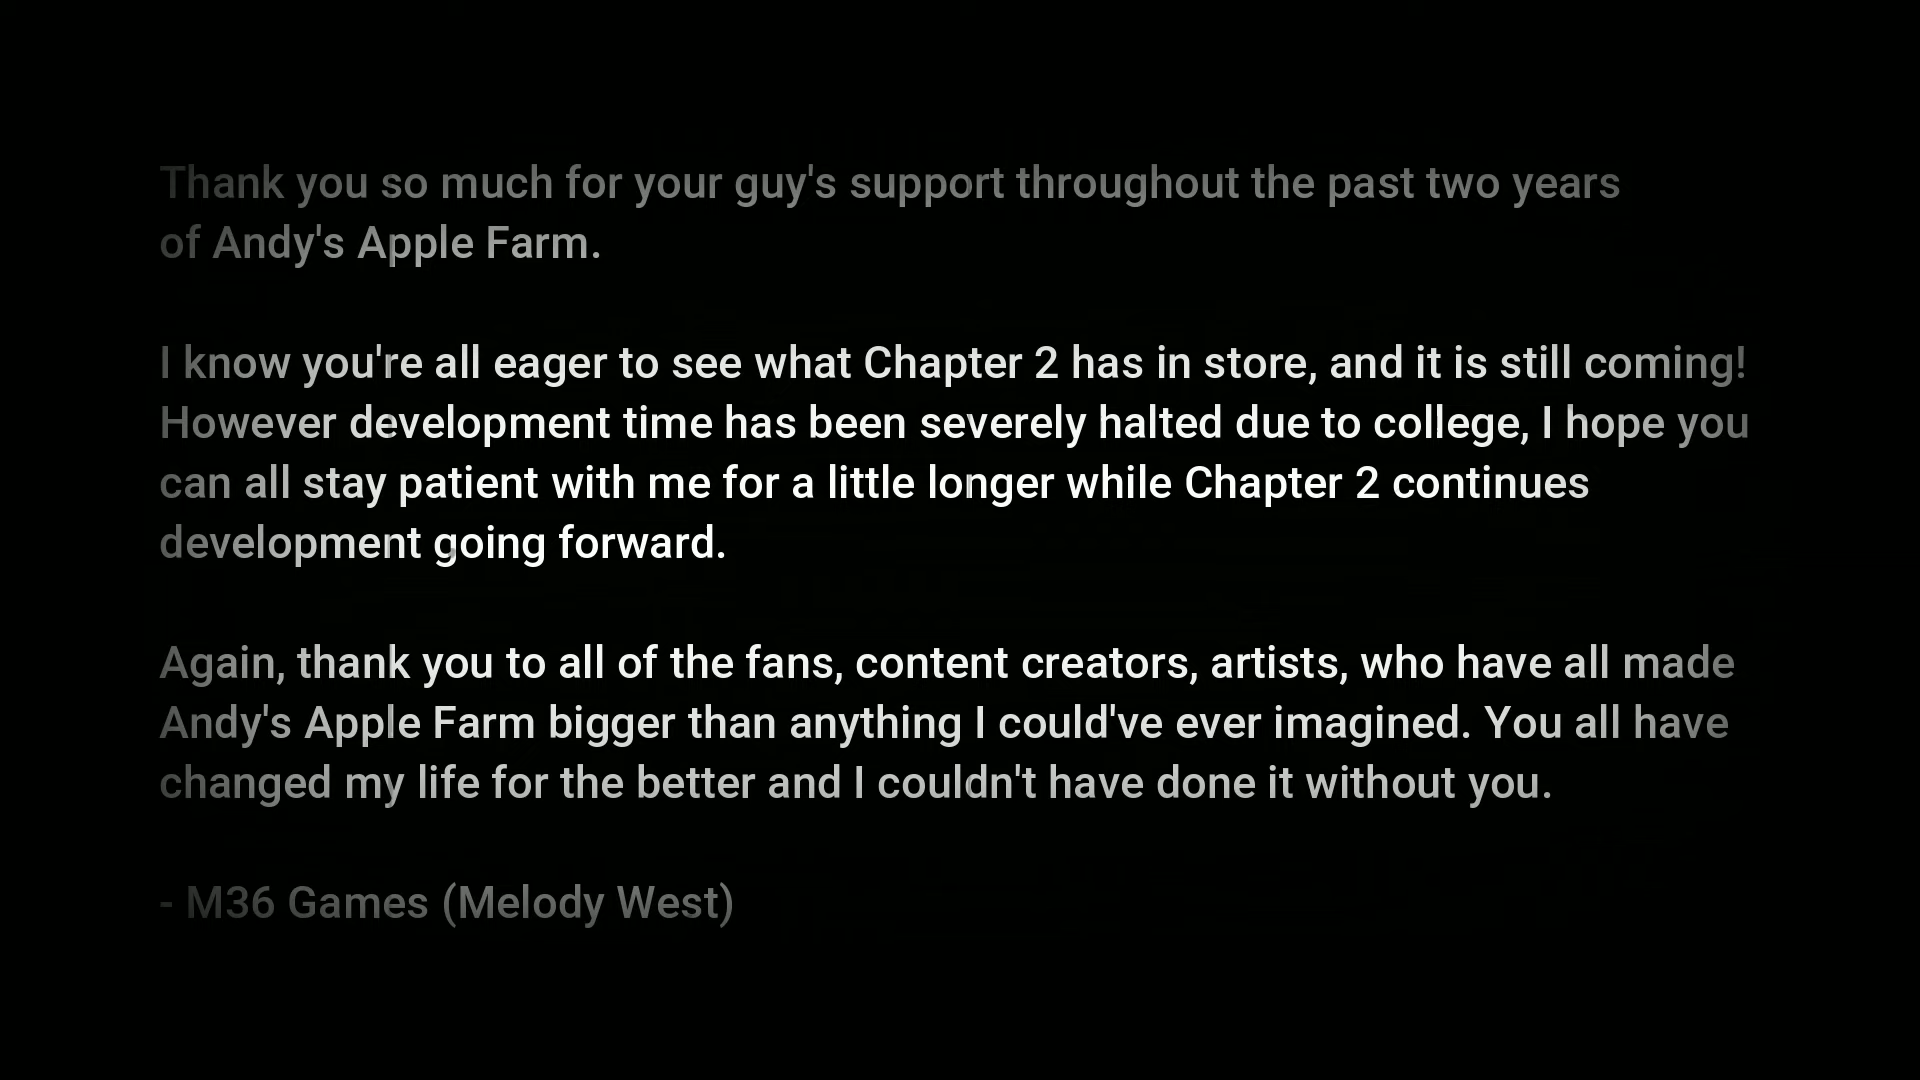 Thank you so much for your guy's support throughout the past two years
of Andy's Apple Farm.
I know you're all eager to see what Chapter 2 has in store, and it is still coming!
However development time has been severely halted due to college, I hope you
can all stay patient with me for a little longer while Chapter 2 continues
development going forward.
Again, thank you to all of the fans, content creators, artists, who have all made
Andy's Apple Farm bigger than anything I could've ever imagined. You all have
changed my life for the better and I couldn't have done it without you.
- M36 Games (Melody West)